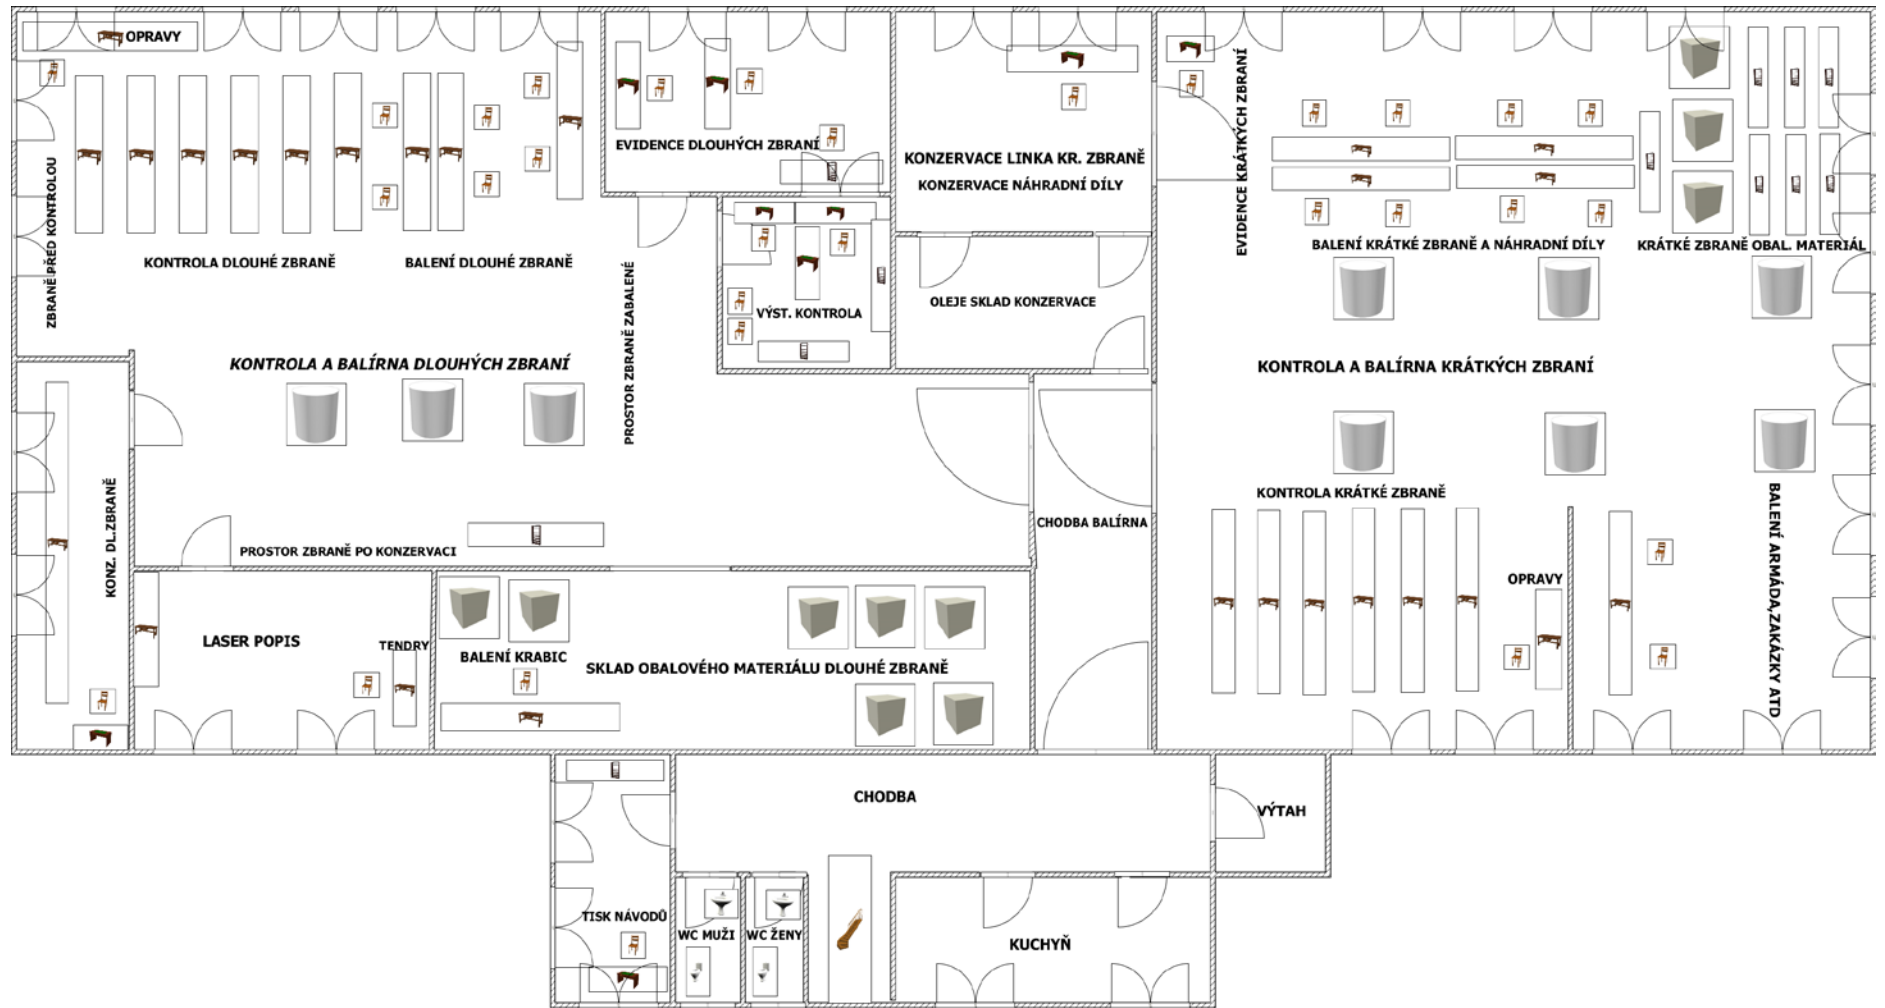 OPRAVY
EVIDENCE DLOUHÝCH ZBRANÍ
KONZERVACE LINKA KR. ZBRANĚ
KONZERVACE NÁHRADNÍ DÍLY
EVIDENCE KRÁTKÝCH ZBRANÍ
ZBRANĚ PŘED KONTROLOU
KONTROLA DLOUHÉ ZBRANĚ
BALENÍ DLOUHÉ ZBRANĚ
PROSTOR ZBRANĚ ZABALENÉ
VÝST. KONTROLA
OLEJE SKLAD KONZERVACE
BALENÍ KRÁTKÉ ZBRANĚ A NÁHRADNÍ DÍLY
KRÁTKÉ ZBRANĚ OBAL. MATERIÁL
KONTROLA A BALÍRNA DLOUHÝCH ZBRANÍ
KONTROLA A BALÍRNA KRÁTKÝCH ZBRANÍ
KONZ. DL.ZBRANĚ
PROSTOR ZBRANĚ PO KONZERVACI
CHODBA BALÍRNA
KONTROLA KRÁTKÉ ZBRANĚ
BALENÍ ARMÁDA,ZAKÁZKY ATD
OPRAVY
LASER POPIS
TENDRY
BALENÍ KRABIC
SKLAD OBALOVÉHO MATERIÁLU DLOUHÉ ZBRANĚ
CHODBA
VÝTAH
TISK NÁVODŮ
WC MUŽI
WC ŽENY
KUCHYŇ